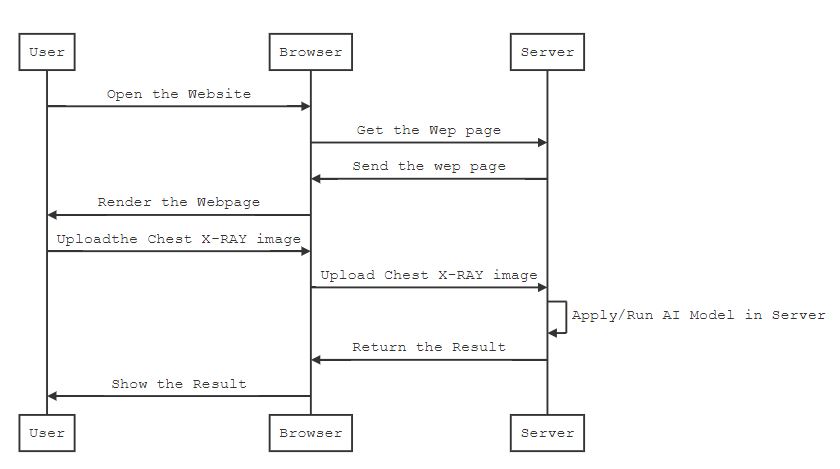 User
Browser
Server
Open the Website
Get the Wep page
Send the wep page
Render the Webpage
Uploadthe Chest X-RAY image
Upload Chest X-RAY image
Apply/Run AI Model in Server
Return the Result
Show the Result
User
Browser
Server